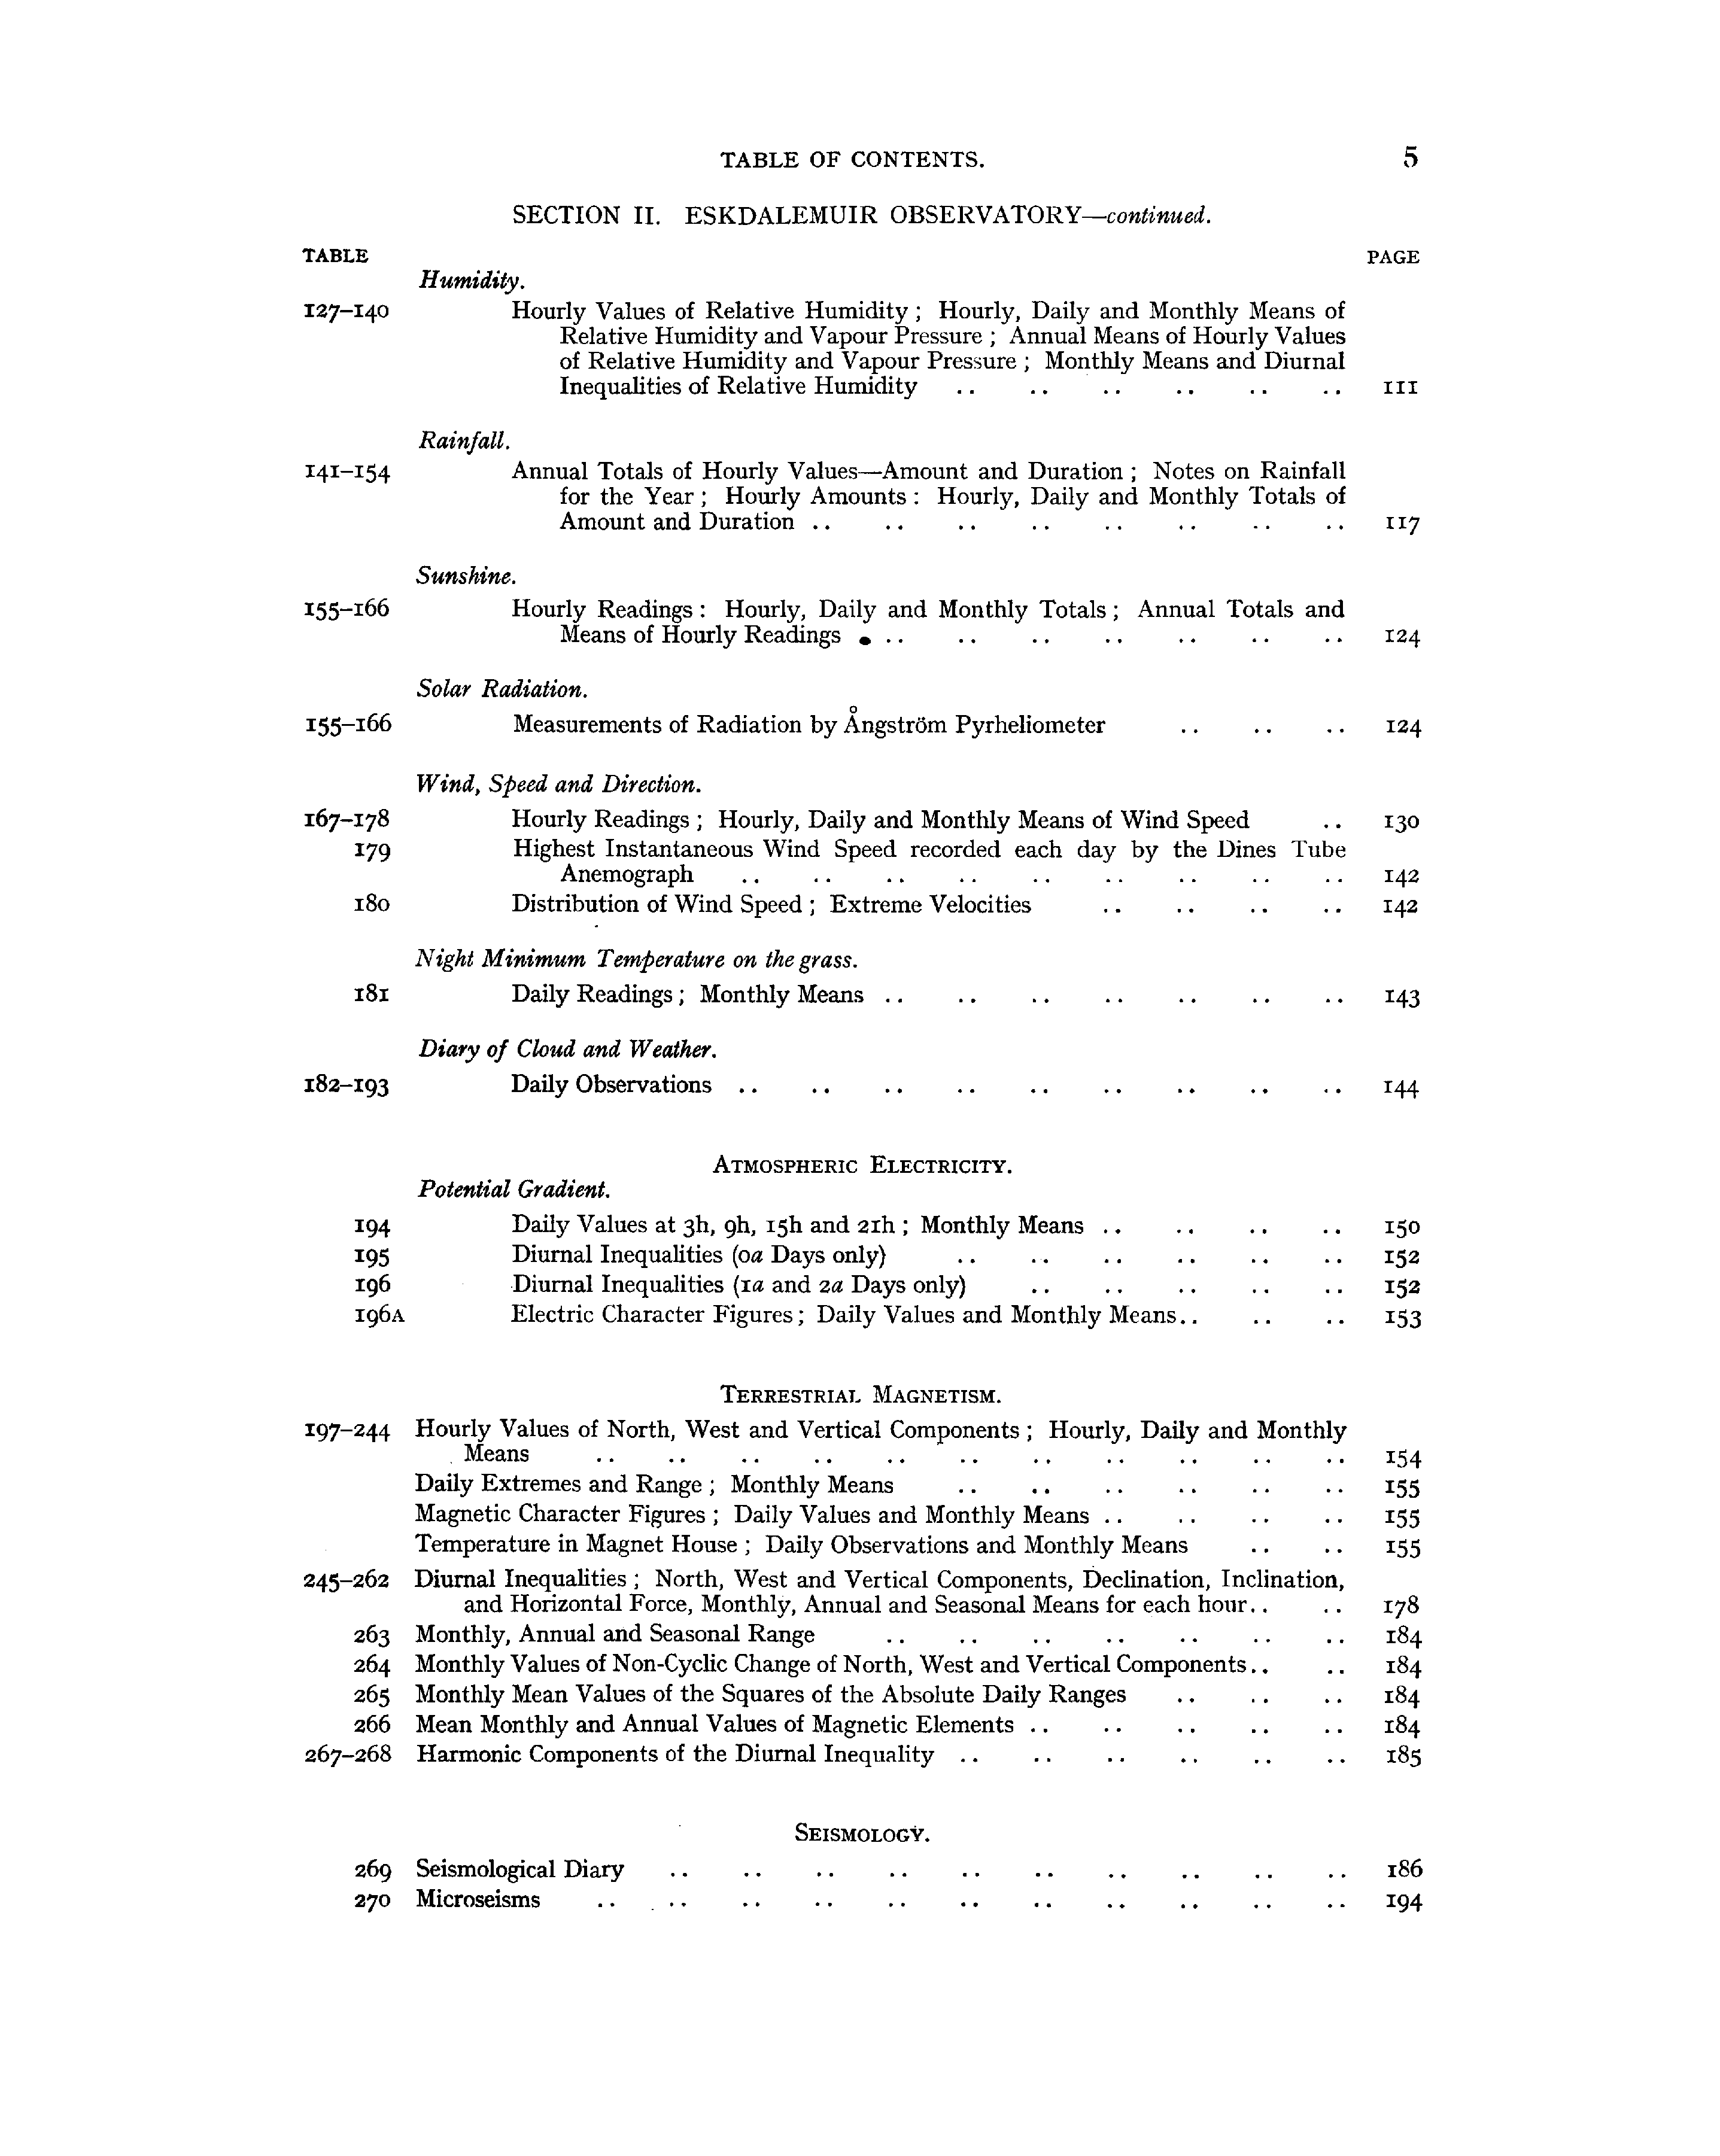 TABLE OF CONTENTS. 5
SECTION II. ESKDALEMUIR OBSERVATORY—continued.
TABLE PAGE
Humidity.
127–140 Hourly Values of Relative Humidity ; Hourly, Daily and Monthly Means of
Relative Humidity and Vapour Pressure ; Annual Means of Hourly Values
of Relative Humidity and Vapour Pressure ; Monthly Means and Diurnal
Inequalities of Relative Humidity .. .. .. .. .. .. 111
Rainfall.
141–154 Annual Totals of Hourly Values—Amount and Duration ; Notes on Rainfall
for the Year ; Hourly Amounts : Hourly, Daily and Monthly Totals of
Amount and Duration .. .. .. .. .. .. .. .. 117
Sunshine.
155–166 Hourly Readings : Hourly, Daily and Monthly Totals ; Annual Totals and
Means of Hourly Readings .. .. .. .. .. .. .. 124
Solar Radiation.
155–166 Measurements of Radiation by Ångström Pyrheliometer .. .. .. 124
Wind, Speed and Direction.
167–178 Hourly Readings ; Hourly, Daily and Monthly Means of Wind Speed .. 130
179 Highest Instantaneous Wind Speed recorded each day by the Dines Tube
Anemograph .. .. .. .. .. .. .. .. .. 142
180 Distribution of Wind Speed ; Extreme Velocities .. .. .. .. 142
Night Minimum Temperature on the grass.
181 Daily Readings ; Monthly Means .. .. .. .. .. .. .. 143
Diary of Cloud and Weather.
182–193 Daily Observations .. .. .. .. .. .. .. .. .. 144
ATMOSPHERIC ELECTRICITY.
Potential Gradient.
194 Daily Values at 3h, 9h, 15h and 21h ; Monthly Means .. .. .. .. 150
195 Diurnal Inequalities (0a Days only) .. .. .. .. .. .. 152
196 Diurnal Inequalities (1a and 2a Days only) .. .. .. .. .. 152
196A Electric Character Figures ; Daily Values and Monthly Means .. .. .. 153
TERRESTRIAL MAGNETISM.
197–244 Hourly Values of North, West and Vertical Components ; Hourly, Daily and Monthly
Means .. .. .. .. .. .. .. .. .. .. .. 154
Daily Extremes and Range ; Monthly Means .. .. .. .. .. .. 155
Magnetic Character Figures ; Daily Values and Monthly Means .. .. .. .. 155
Temperature in Magnet House ; Daily Observations and Monthly Means .. .. 155
245–262 Diurnal Inequalities ; North, West and Vertical Components, Declination, Inclination,
and Horizontal Force, Monthly, Annual and Seasonal Means for each hour .. .. 178
263 Monthly, Annual and Seasonal Range .. .. .. .. .. .. .. 184
264 Monthly Values of Non-Cyclic Change of North, West and Vertical Components .. .. 184
265 Monthly Mean Values of the Squares of the Absolute Daily Ranges .. .. .. 184
266 Mean Monthly and Annual Values of Magnetic Elements .. .. .. .. .. 184
267–268 Harmonic Components of the Diurnal Inequality .. .. .. .. .. .. 185
SEISMOLOGY.
269 Seismological Diary .. .. .. .. .. .. .. .. .. .. 186
270 Microseisms .. .. .. .. .. .. .. .. .. .. .. 194